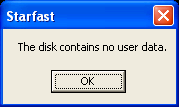 Starfast
The disk contains no user data.
OK